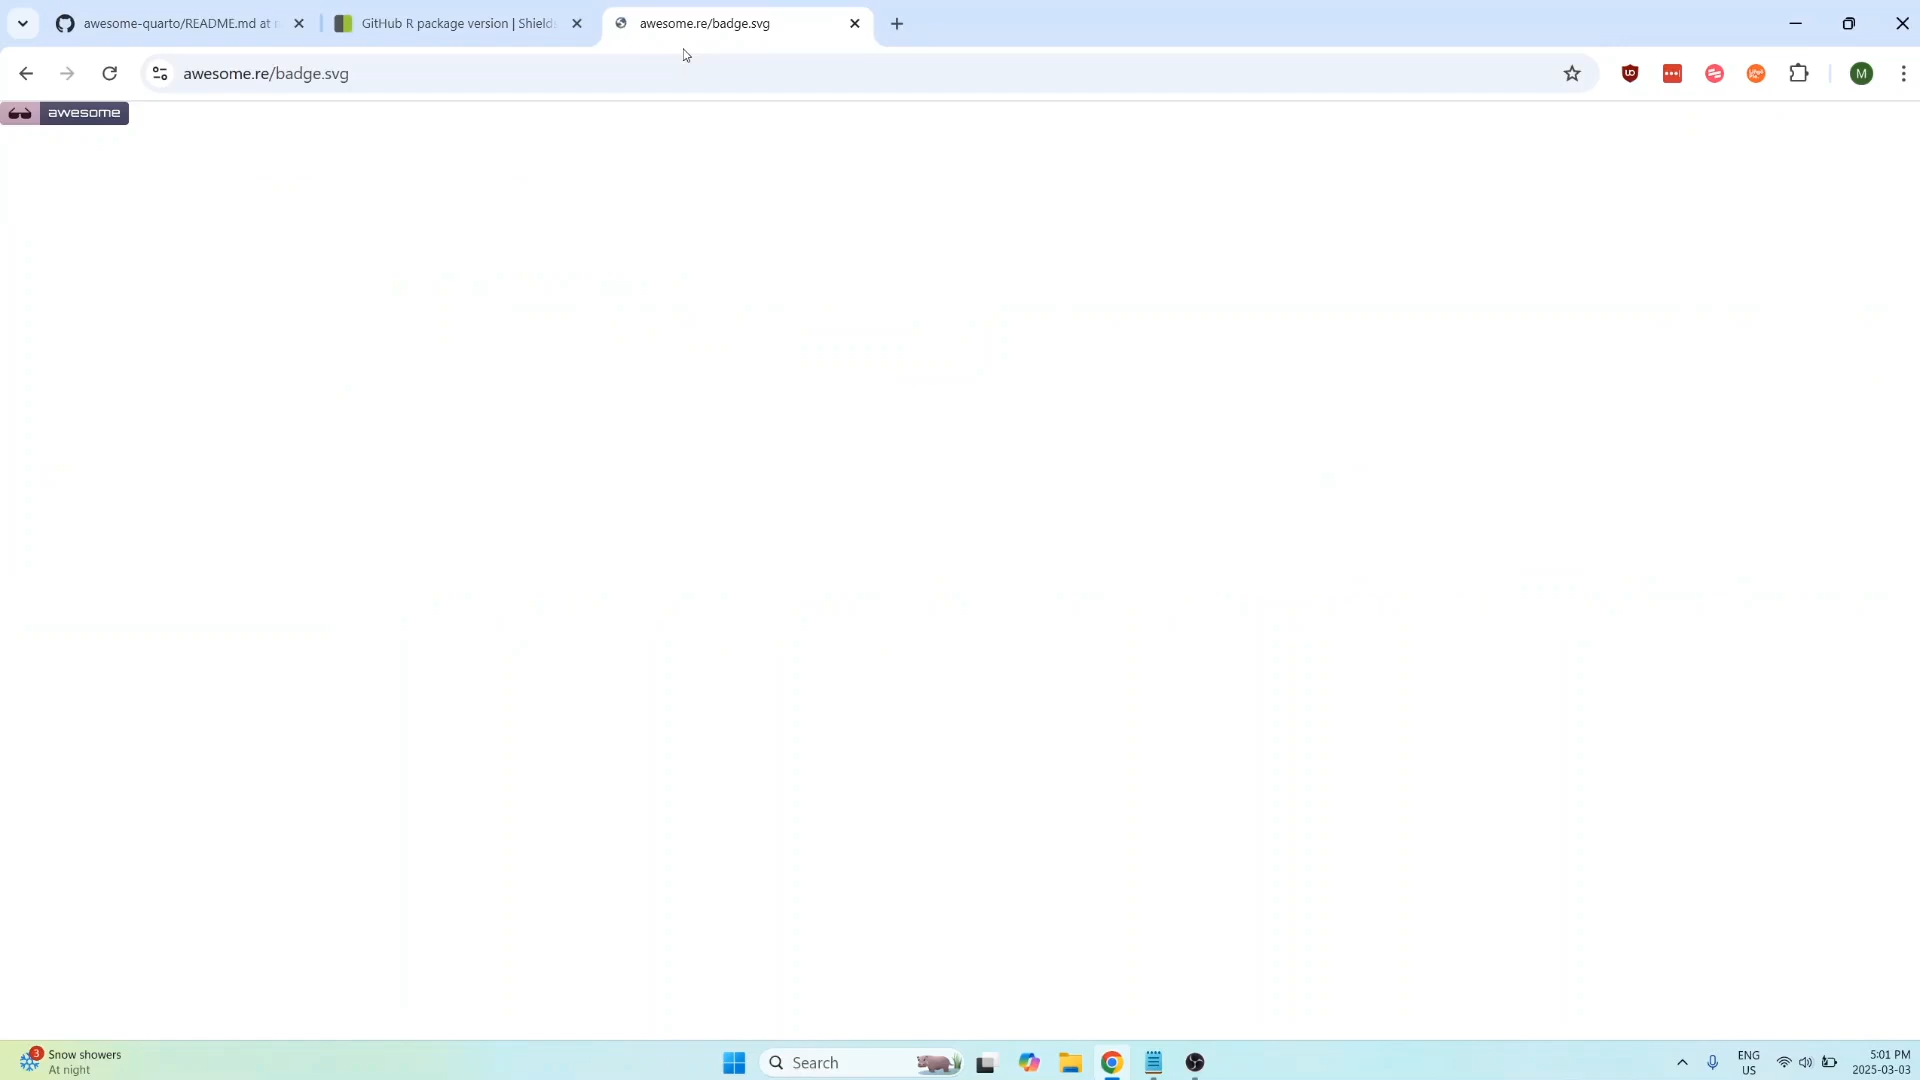 awesome-quarto/README.md at
GitHub R package version | Shield
awesome.re/badge.svg
awesome.re/badge.svg
M
awesome
3
Snow showers
At night
Search
ENG
US
5:01 PM
2025-03-03